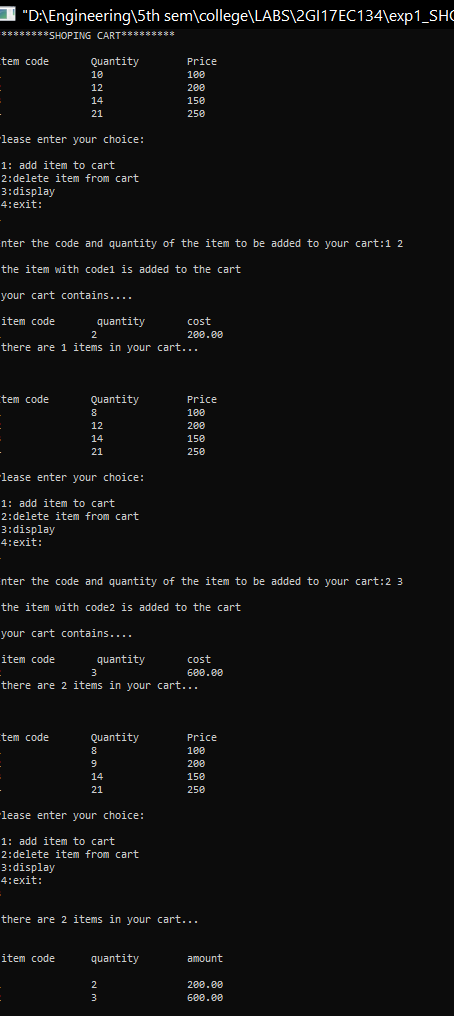 "D:\Engineering\5th sem\college\LABS\2GI17EC134\exp1_SHO
********SHOPING CART*********
tem code Quantity Price
10 100
12 200
14 150
21 250
lease enter your choice:
1: add item to cart
2:delete item from cart
3:display
4:exit:
nter the code and quantity of the item to be added to your cart:1 2
the item with code1 is added to the cart
your cart contains....
item code quantity cost
2 200.00
there are 1 items in your cart...
tem code Quantity Price
8 100
12 200
14 150
21 250
lease enter your choice:
1: add item to cart
2:delete item from cart
3:display
4:exit:
nter the code and quantity of the item to be added to your cart:2 3
the item with code2 is added to the cart
your cart contains....
item code quantity cost
3 600.00
there are 2 items in your cart...
tem code Quantity Price
8 100
9 200
14 150
21 250
lease enter your choice:
1: add item to cart
2:delete item from cart
3:display
4:exit:
there are 2 items in your cart...
item code quantity amount
2 200.00
3 600.00